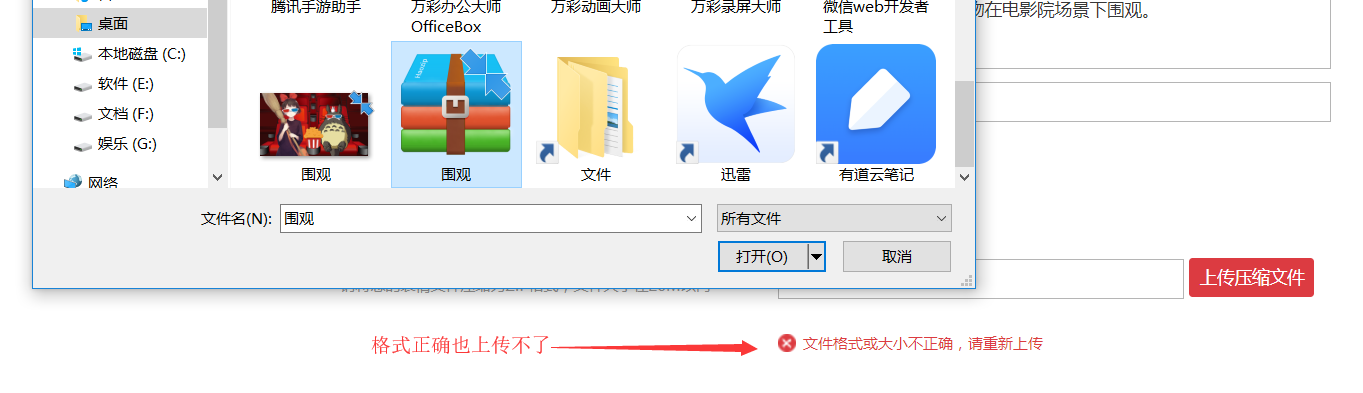 腾讯手游助手
万彩办公大师
OfficeBox
万彩动画大师
万彩录屏大师
微信web开发者
工具
物在电影院场景下围观。
桌面
本地磁盘 (C:)
软件 (E:)
文档 (F:)
娱乐 (G:)
网络
Haozip
围观
围观
文件
迅雷
有道云笔记
文件名(N):
围观
所有文件
打开(O)
取消
上传压缩文件
格式正确也上传不了
文件格式或大小不正确，请重新上传